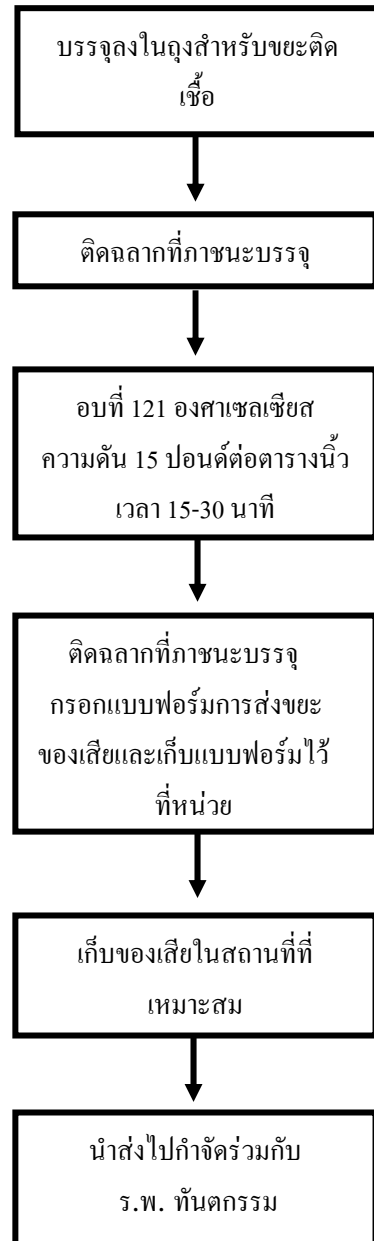 บรรจุลงในถุงสำหรับขยะติด
เชื้อ
ติดฉลากที่ภาชนะบรรจุ
อบที่ 121 องศาเซลเซียส
ความดัน 15 ปอนด์ต่อตารางนิ้ว
เวลา 15-30 นาที
ติดฉลากที่ภาชนะบรรจุ
กรอกแบบฟอร์มการส่งขยะ
ของเสียและเก็บแบบฟอร์มไว้
ที่หน่วย
เก็บของเสียในสถานที่ที่
เหมาะสม
นำส่งไปกำจัดร่วมกับ
ร.พ. ทันตกรรม